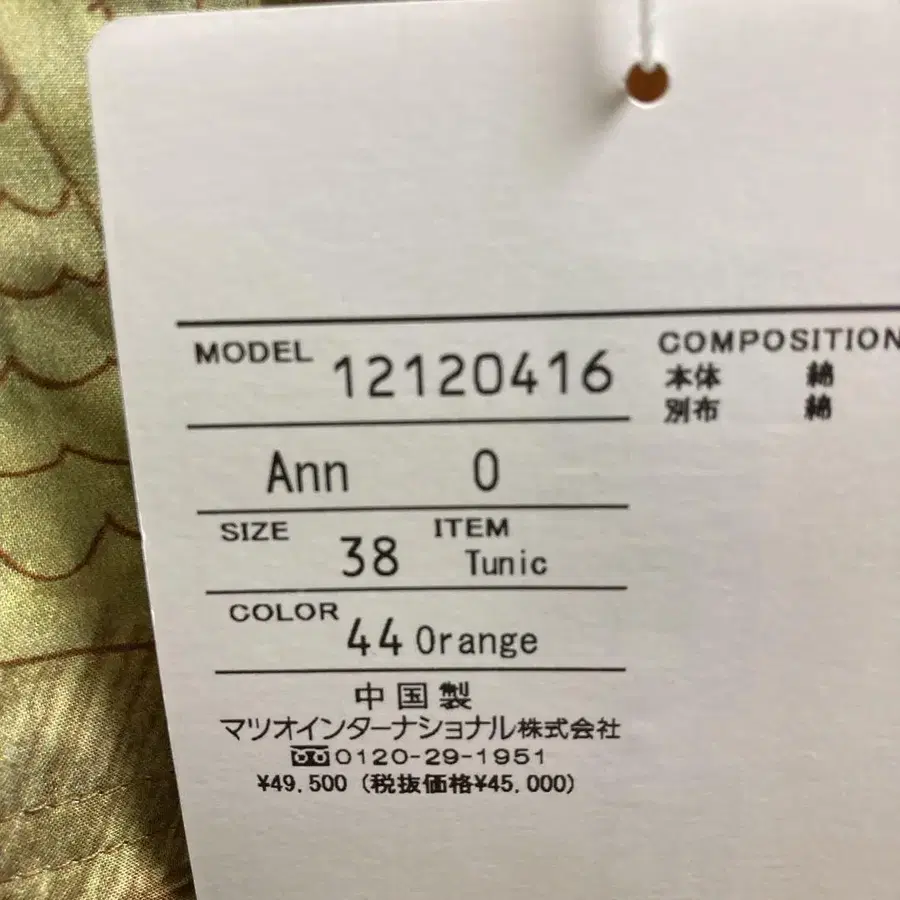 MODEL 12120416
Ann 0
SIZE 38 ITEM Tunic
COLOR 44 Orange
中国製
マツオインターナショナル株式会社
0120-29-1951
¥49,500 (税抜価格¥45,000)
COMPOSITION
本体 綿
別布 綿